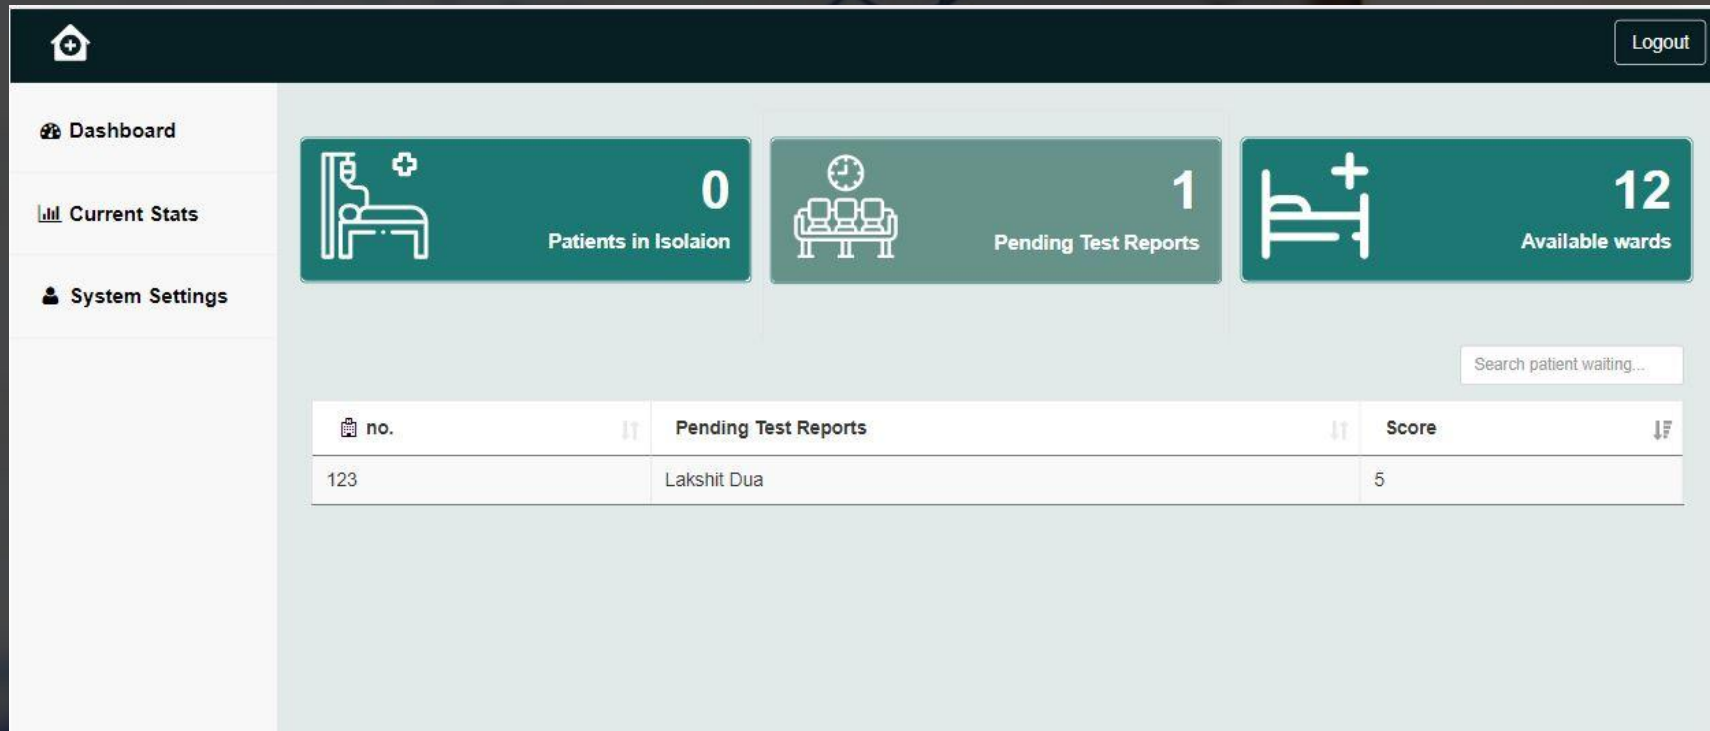 Logout
Dashboard
Current Stats
System Settings
0
Patients in Isolaion
1
Pending Test Reports
12
Available wards
Search patient waiting...
no. Pending Test Reports Score
123 Lakshit Dua 5